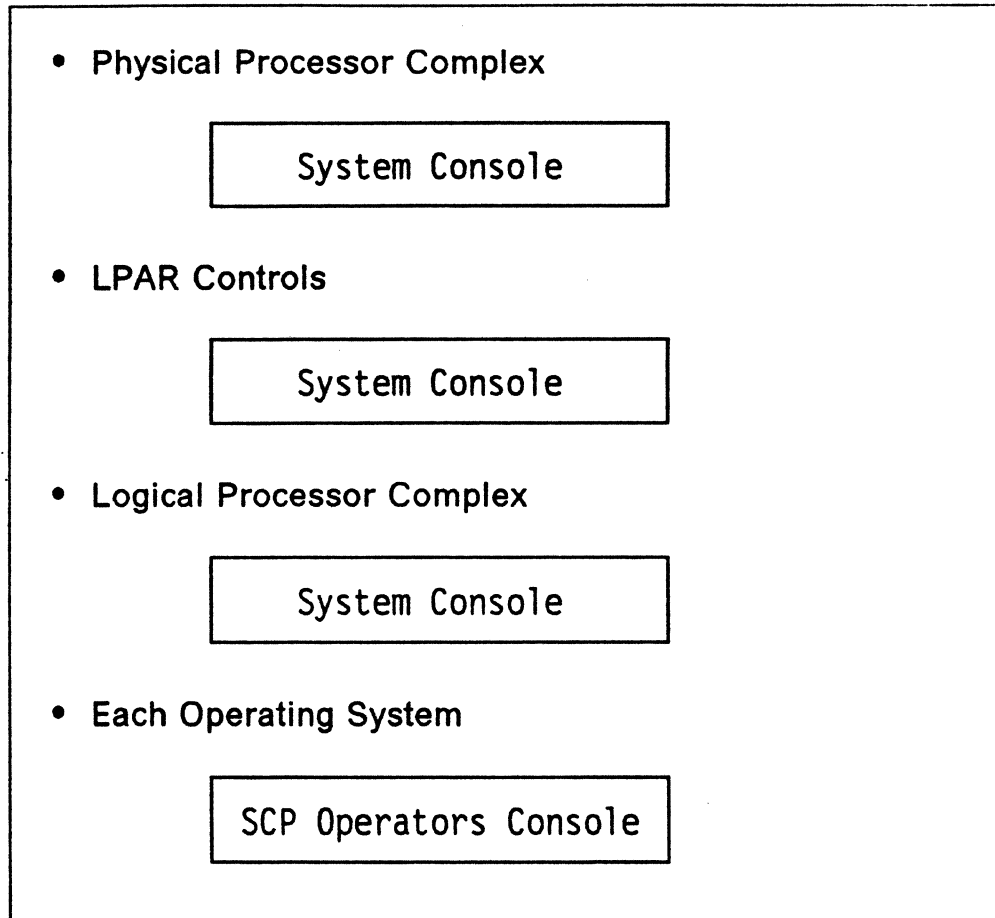 • Physical Processor Complex
System Console
• LPAR Controls
System Console
• Logical Processor Complex
System Console
• Each Operating System
SCP Operators Console